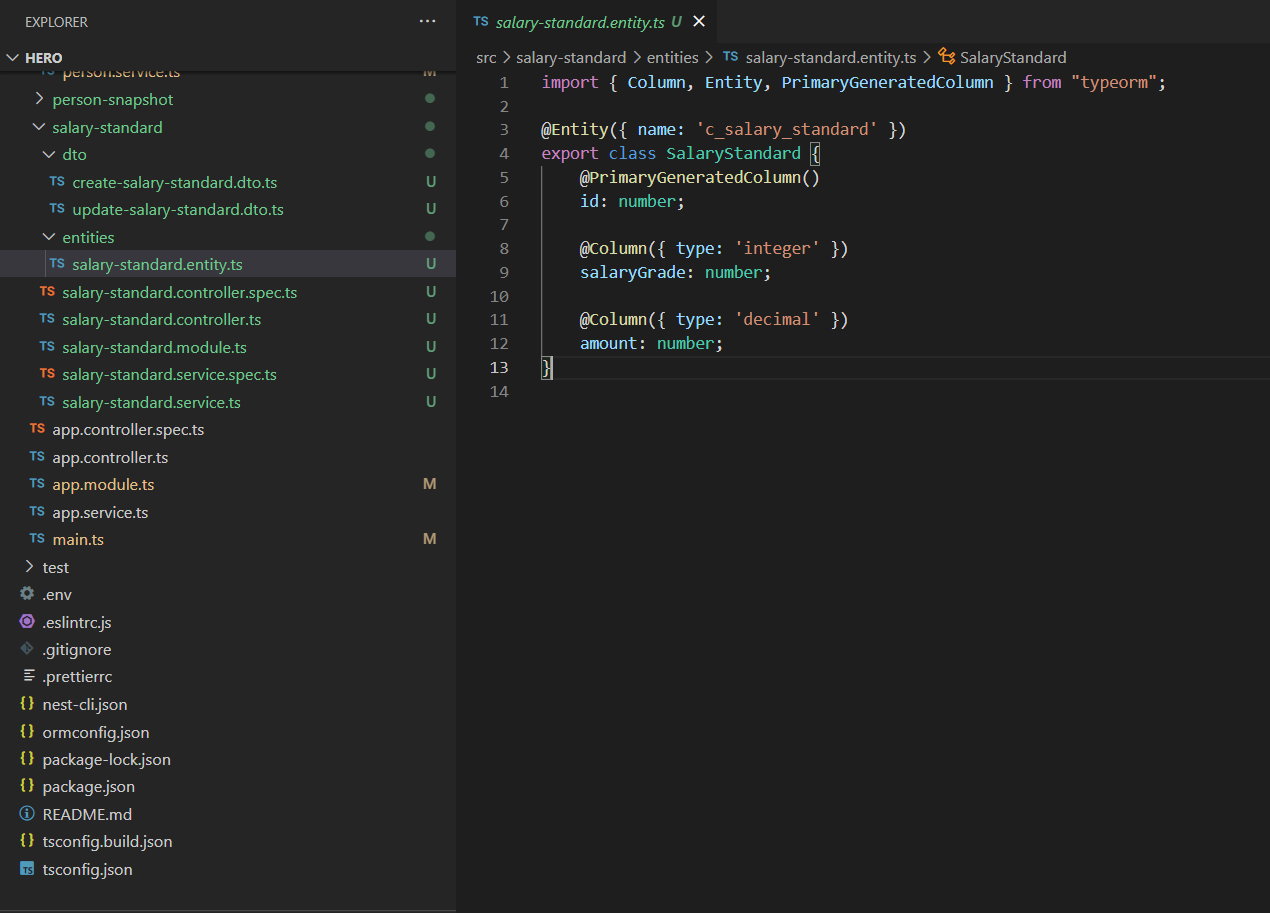 EXPLORER
HERO
person.service.ts M
person-snapshot
salary-standard
dto
TS create-salary-standard.dto.ts U
TS update-salary-standard.dto.ts U
entities
TS salary-standard.entity.ts U
TS salary-standard.controller.spec.ts U
TS salary-standard.controller.ts U
TS salary-standard.module.ts U
TS salary-standard.service.spec.ts U
TS salary-standard.service.ts U
TS app.controller.spec.ts
TS app.controller.ts
TS app.module.ts M
TS app.service.ts
TS main.ts M
test
.env
.eslintrc.js
.gitignore
.prettierrc
{} nest-cli.json
{} ormconfig.json
{} package-lock.json
{} package.json
README.md
{} tsconfig.build.json
TS tsconfig.json
TS salary-standard.entity.ts U
src > salary-standard > entities > TS salary-standard.entity.ts > SalaryStandard
1 import { Column, Entity, PrimaryGeneratedColumn } from "typeorm";
2
3 @Entity({ name: 'c_salary_standard' })
4 export class SalaryStandard {
5 @PrimaryGeneratedColumn()
6 id: number;
7
8 @Column({ type: 'integer' })
9 salaryGrade: number;
10
11 @Column({ type: 'decimal' })
12 amount: number;
13 }
14